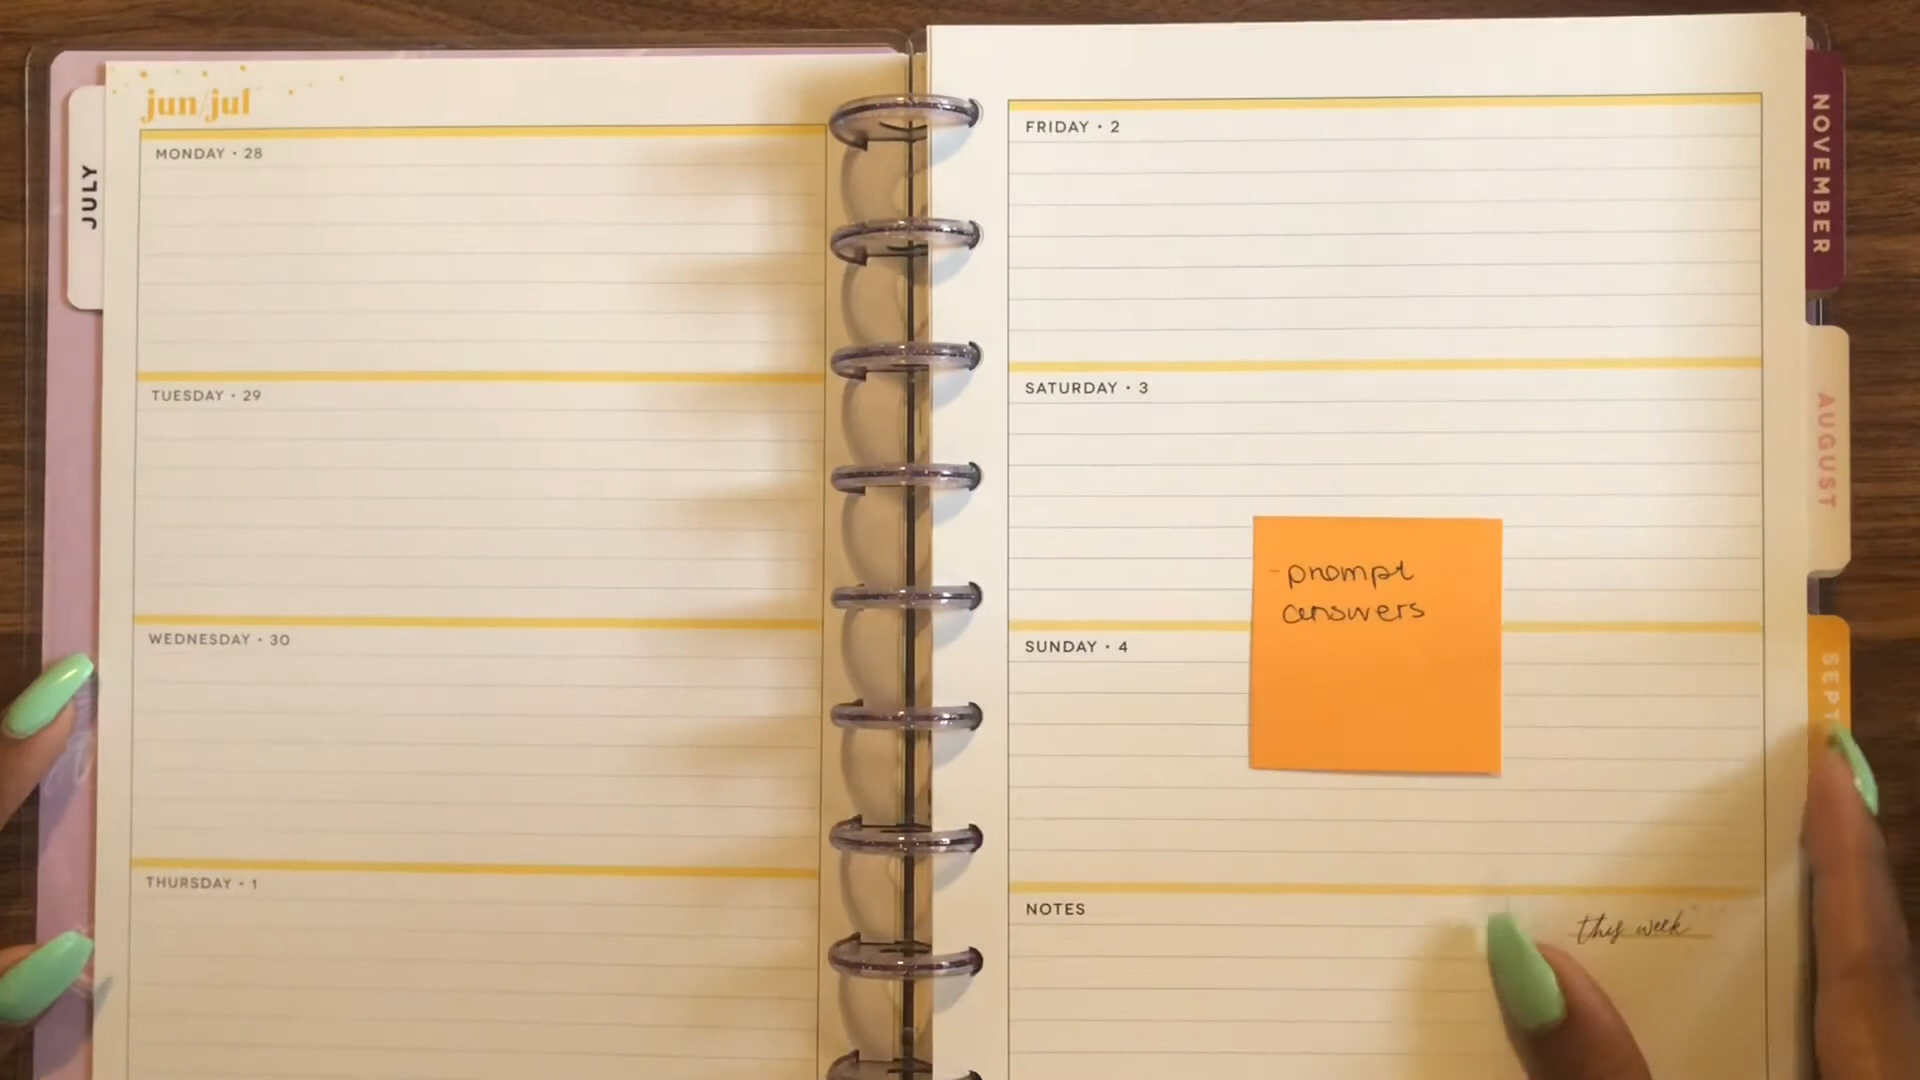 jun/jul
JULY
MONDAY • 28
TUESDAY • 29
WEDNESDAY • 30
THURSDAY • 1
FRIDAY • 2
SATURDAY • 3
- prompt
answers
SUNDAY • 4
NOTES
this week
NOVEMBER
AUGUST
SEPT